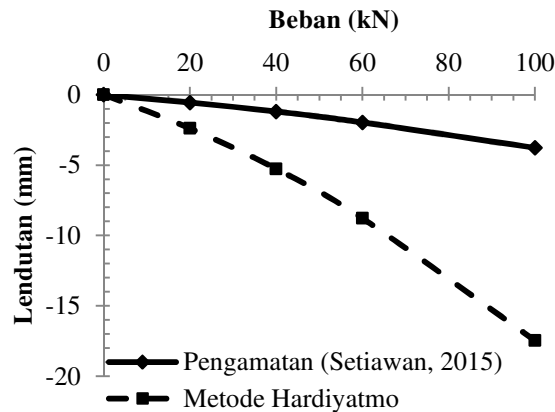 Beban (kN)
0 20 40 60 80 100
0
-5
-10
-15
-20
Lendutan (mm)
Pengamatan (Setiawan, 2015)
Metode Hardiyatmo